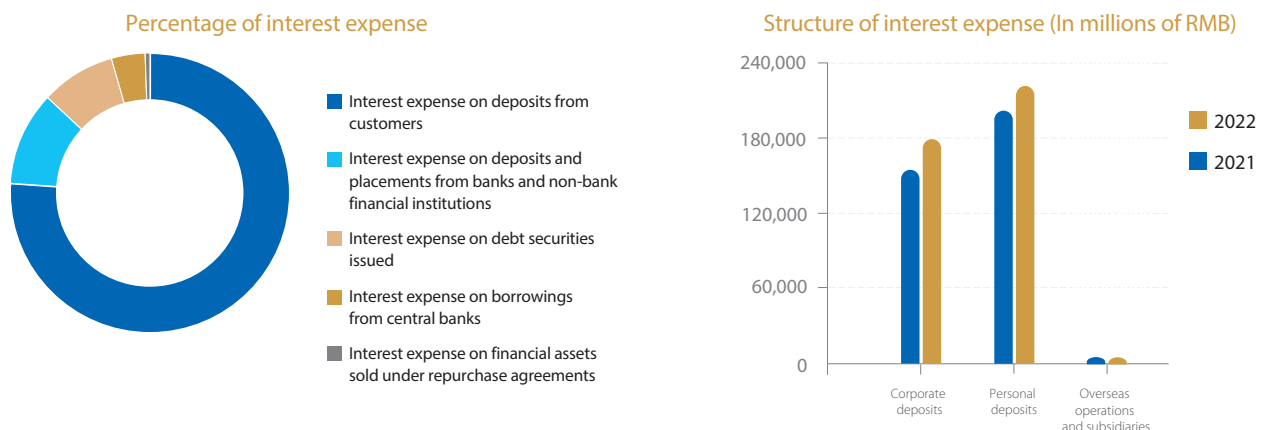 Percentage of interest expense
Interest expense on deposits from
customers
Interest expense on deposits and
placements from banks and non-bank
financial institutions
Interest expense on debt securities
issued
Interest expense on borrowings
from central banks
Interest expense on financial assets
sold under repurchase agreements
Structure of interest expense (In millions of RMB)
240,000
180,000
120,000
60,000
0
2022
2021
Corporate
deposits
Personal
deposits
Overseas
operations
and subsidiaries